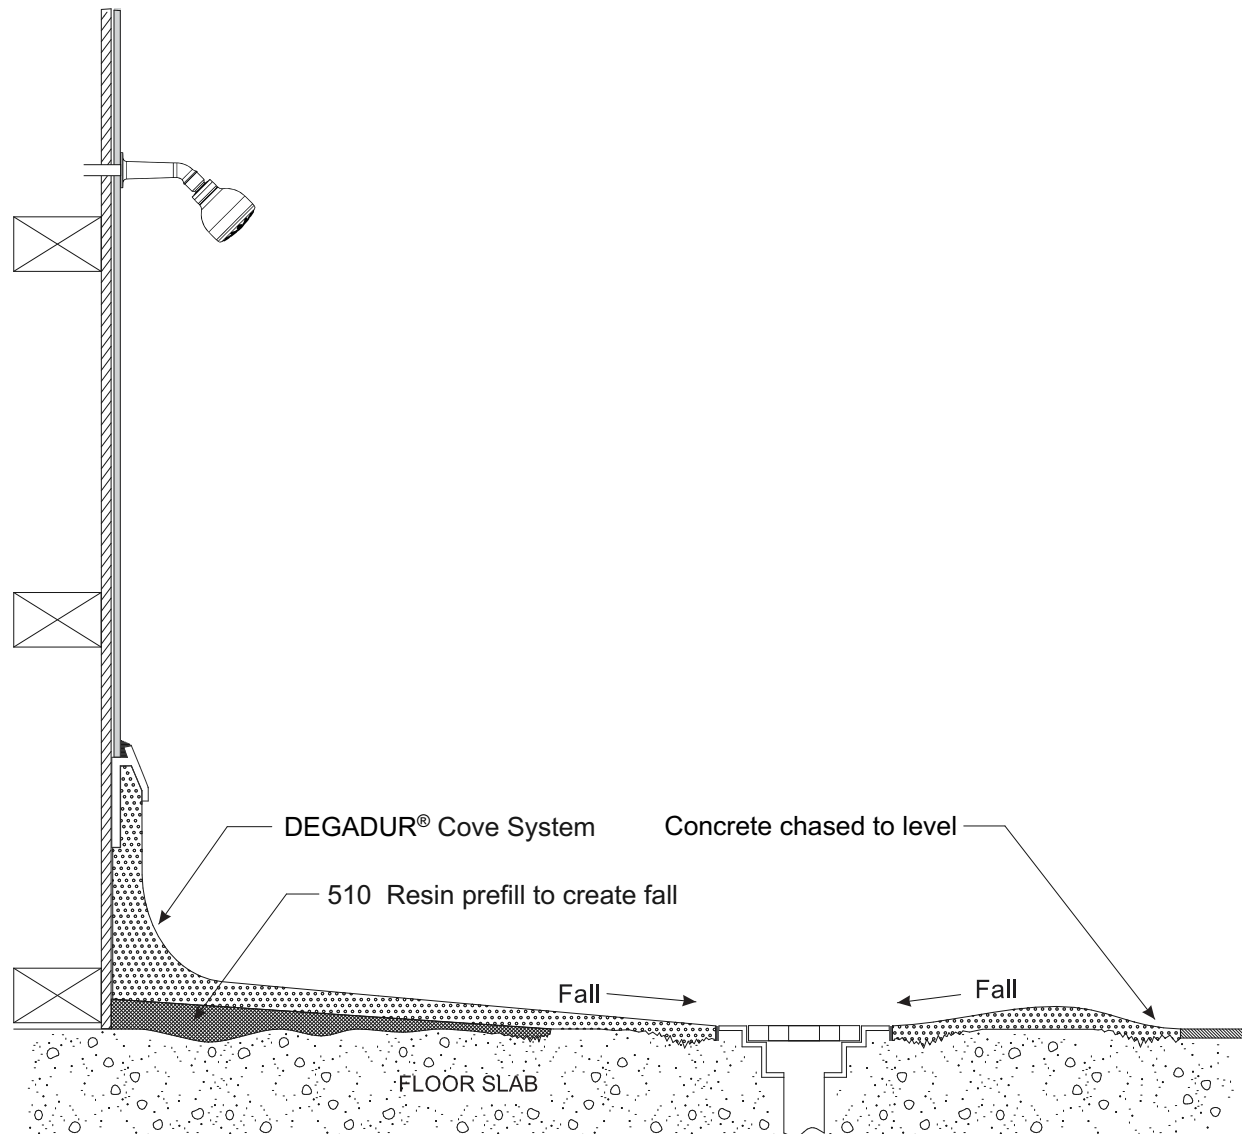 DEGADUR® Cove System
Concrete chased to level
510 Resin prefill to create fall
Fall
Fall
FLOOR SLAB